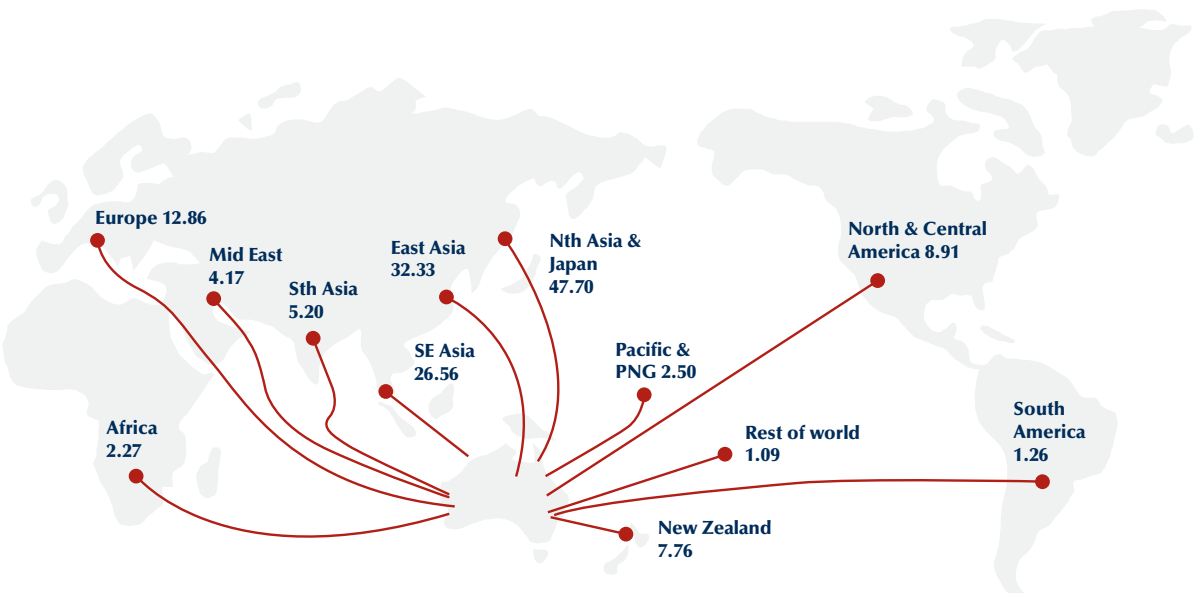 Europe 12.86
Mid East
4.17
Sth Asia
5.20
East Asia
32.33
Nth Asia &
Japan
47.70
North & Central
America 8.91
SE Asia
26.56
Pacific &
PNG 2.50
Africa
2.27
Rest of world
1.09
South
America
1.26
New Zealand
7.76